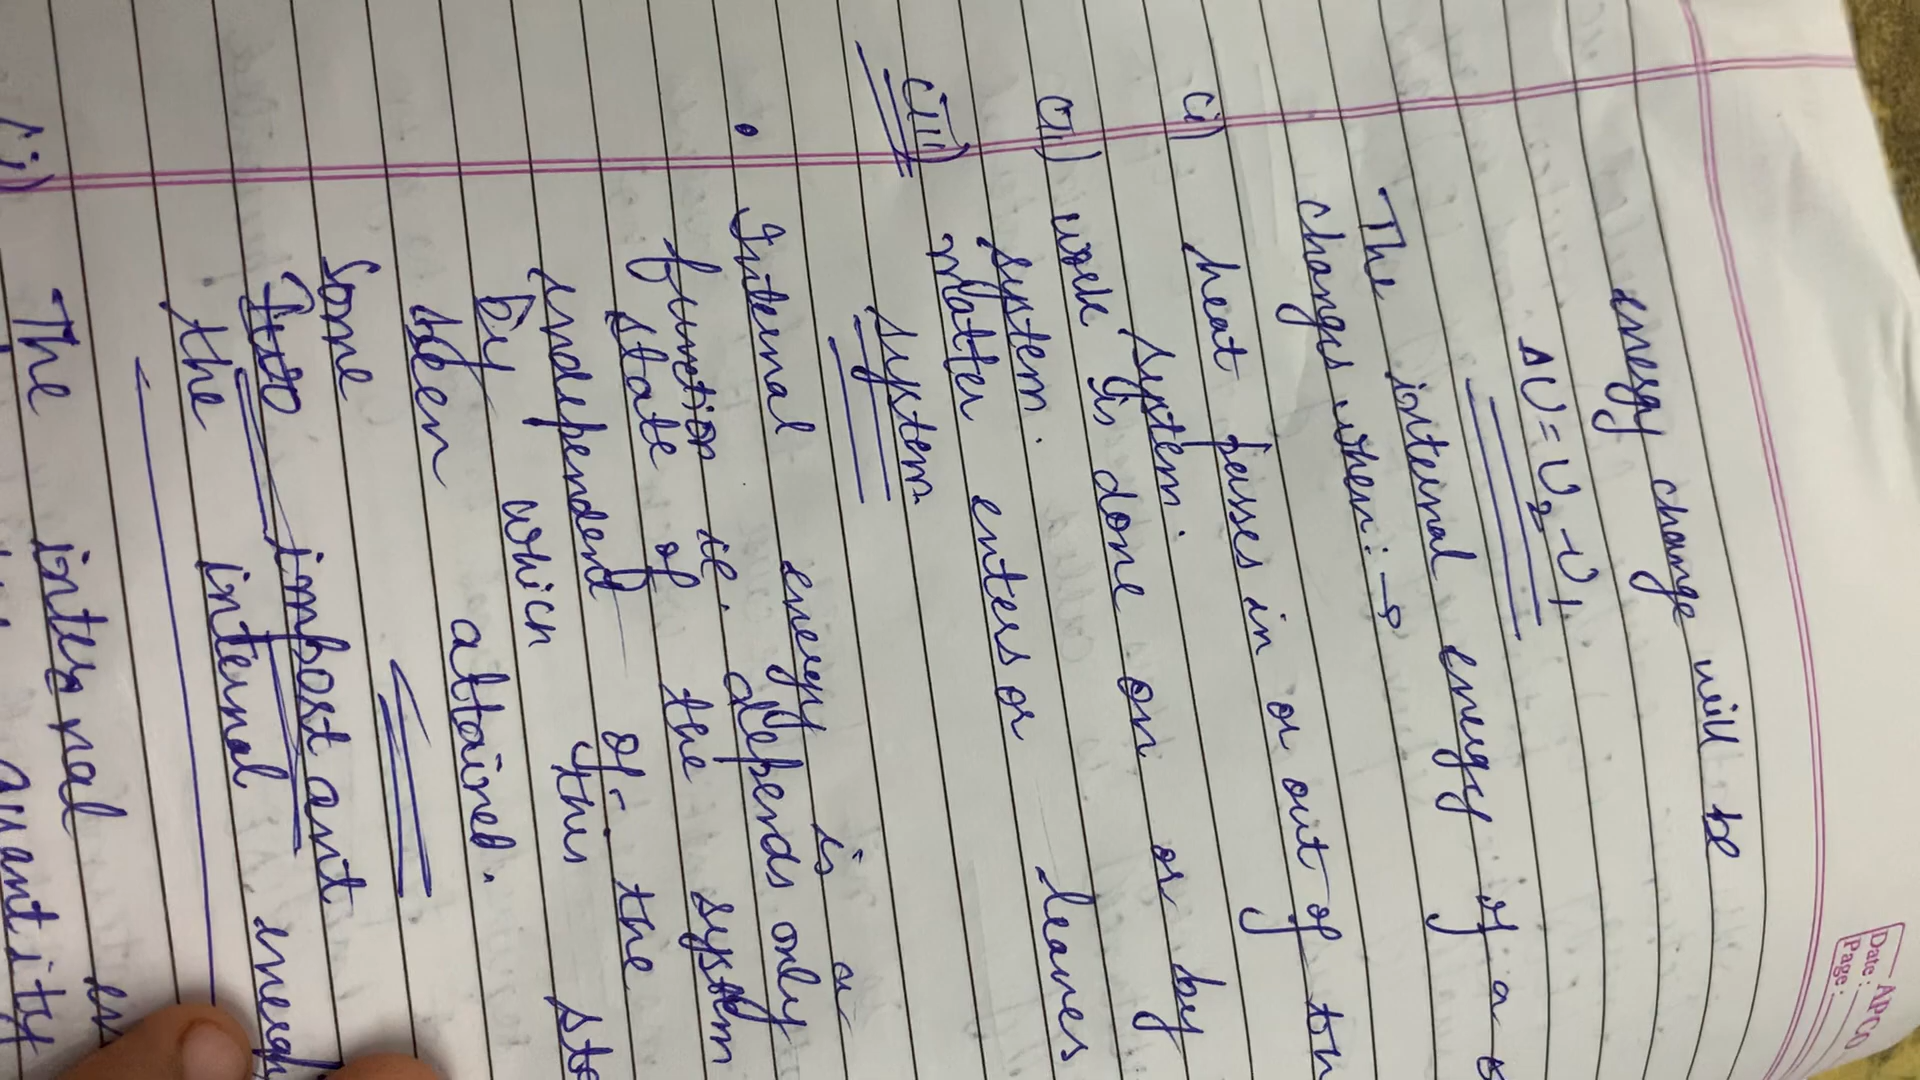 APCO
Date:
Page:
energy change will be
ΔU = U2 - U1
The internal energy of a
changes when: →
(i) heat passes in or out of
system.
(ii) work is done on or by
system.
(iii) matter enters or leaves
system
• Internal energy is a
function ie. depends only
state of the system
independent of. the
by which this
been attained.
Some important
the internal
(i) The internal
quantity